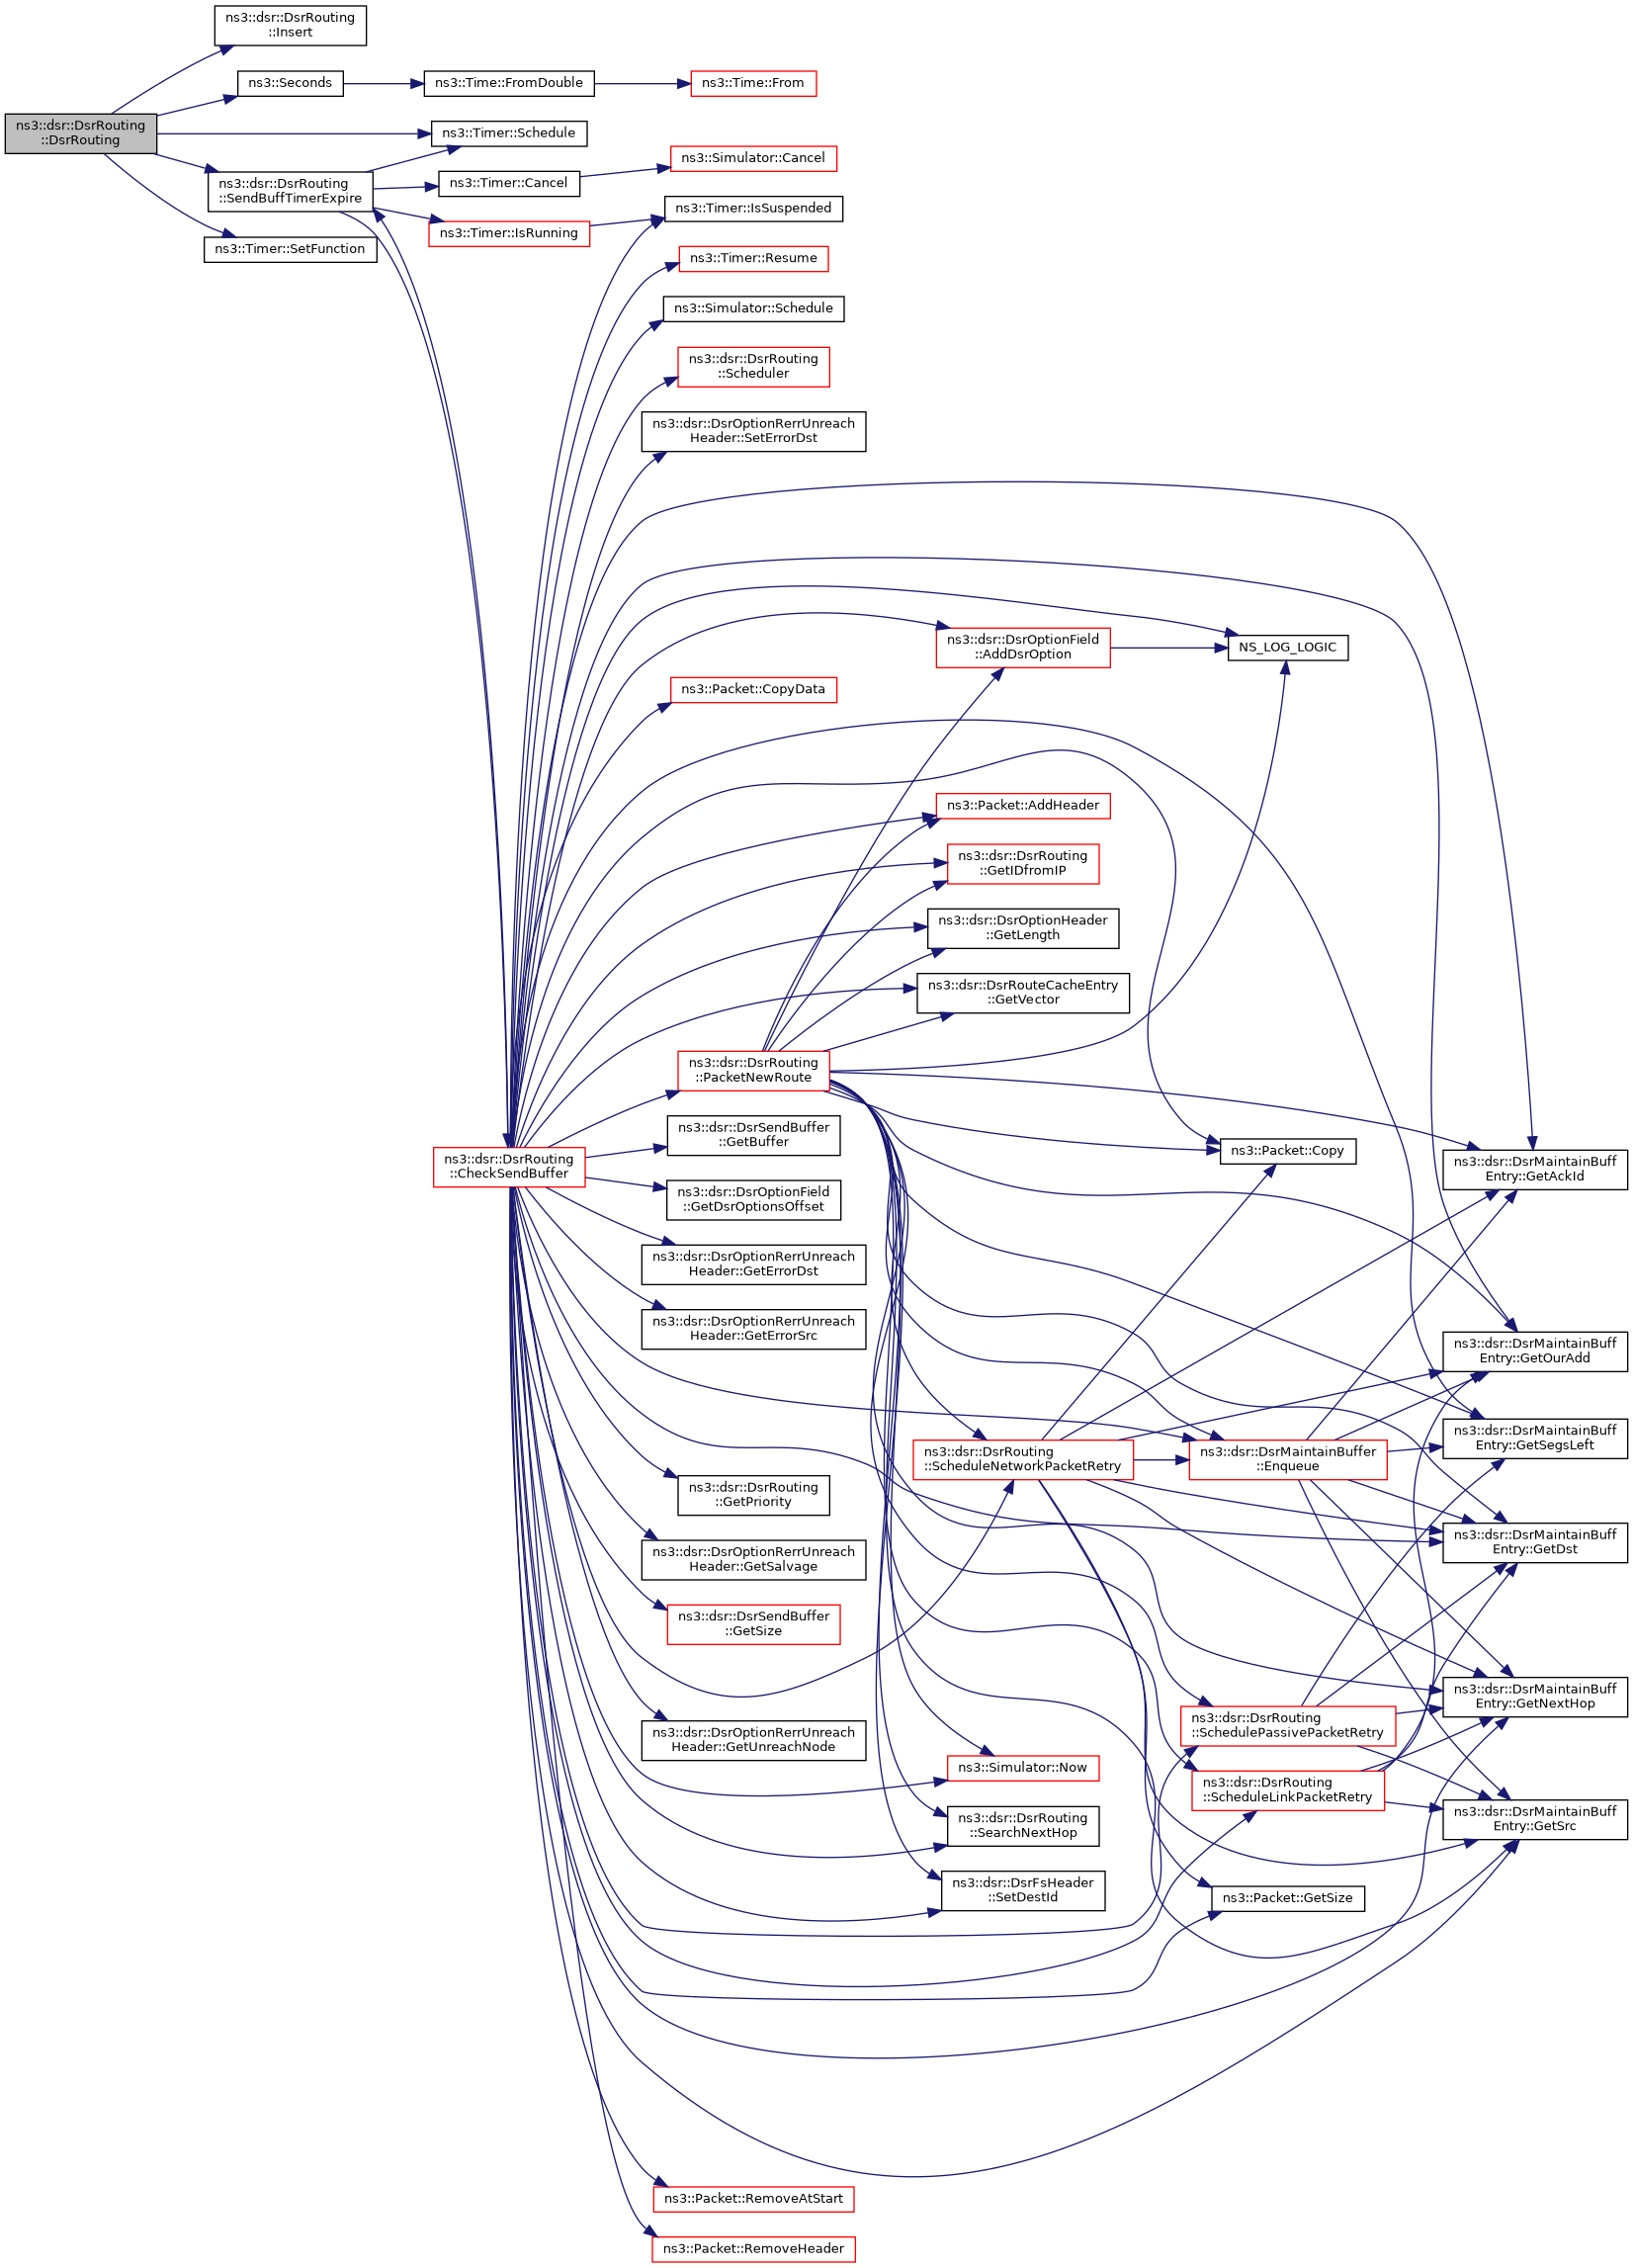 ns3::dsr::DsrRouting
::Insert
ns3::Seconds
ns3::Time::FromDouble
ns3::Time::From
ns3::dsr::DsrRouting
::DsrRouting
ns3::Timer::Schedule
ns3::Simulator::Cancel
ns3::dsr::DsrRouting
::SendBuffTimerExpire
ns3::Timer::Cancel
ns3::Timer::IsSuspended
ns3::Timer::IsRunning
ns3::Timer::SetFunction
ns3::Timer::Resume
ns3::Simulator::Schedule
ns3::dsr::DsrRouting
::Scheduler
ns3::dsr::DsrOptionRerrUnreach
Header::SetErrorDst
ns3::dsr::DsrOptionField
::AddDsrOption
NS_LOG_LOGIC
ns3::Packet::CopyData
ns3::Packet::AddHeader
ns3::dsr::DsrRouting
::GetIDfromIP
ns3::dsr::DsrOptionHeader
::GetLength
ns3::dsr::DsrRouteCacheEntry
::GetVector
ns3::dsr::DsrRouting
::PacketNewRoute
ns3::dsr::DsrSendBuffer
::GetBuffer
ns3::Packet::Copy
ns3::dsr::DsrRouting
::CheckSendBuffer
ns3::dsr::DsrMaintainBuff
Entry::GetAckId
ns3::dsr::DsrOptionField
::GetDsrOptionsOffset
ns3::dsr::DsrOptionRerrUnreach
Header::GetErrorDst
ns3::dsr::DsrOptionRerrUnreach
Header::GetErrorSrc
ns3::dsr::DsrMaintainBuff
Entry::GetOurAdd
ns3::dsr::DsrMaintainBuff
Entry::GetSegsLeft
ns3::dsr::DsrRouting
::ScheduleNetworkPacketRetry
ns3::dsr::DsrMaintainBuffer
::Enqueue
ns3::dsr::DsrRouting
::GetPriority
ns3::dsr::DsrMaintainBuff
Entry::GetDst
ns3::dsr::DsrOptionRerrUnreach
Header::GetSalvage
ns3::dsr::DsrSendBuffer
::GetSize
ns3::dsr::DsrMaintainBuff
Entry::GetNextHop
ns3::dsr::DsrRouting
::SchedulePassivePacketRetry
ns3::dsr::DsrOptionRerrUnreach
Header::GetUnreachNode
ns3::Simulator::Now
ns3::dsr::DsrRouting
::ScheduleLinkPacketRetry
ns3::dsr::DsrMaintainBuff
Entry::GetSrc
ns3::dsr::DsrRouting
::SearchNextHop
ns3::dsr::DsrFsHeader
::SetDestId
ns3::Packet::GetSize
ns3::Packet::RemoveAtStart
ns3::Packet::RemoveHeader